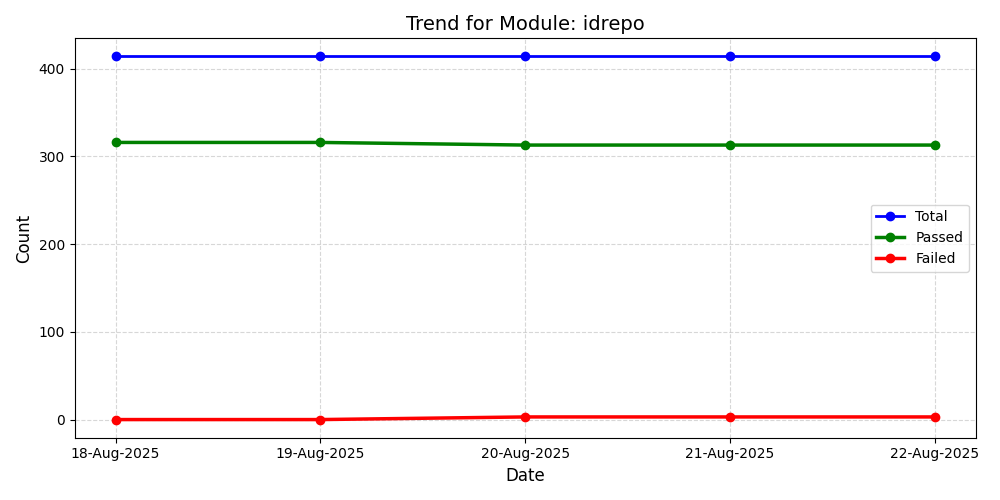 Trend for Module: idrepo
400
300
200
100
0
Count
Total
Passed
Failed
18-Aug-2025
19-Aug-2025
20-Aug-2025
21-Aug-2025
22-Aug-2025
Date